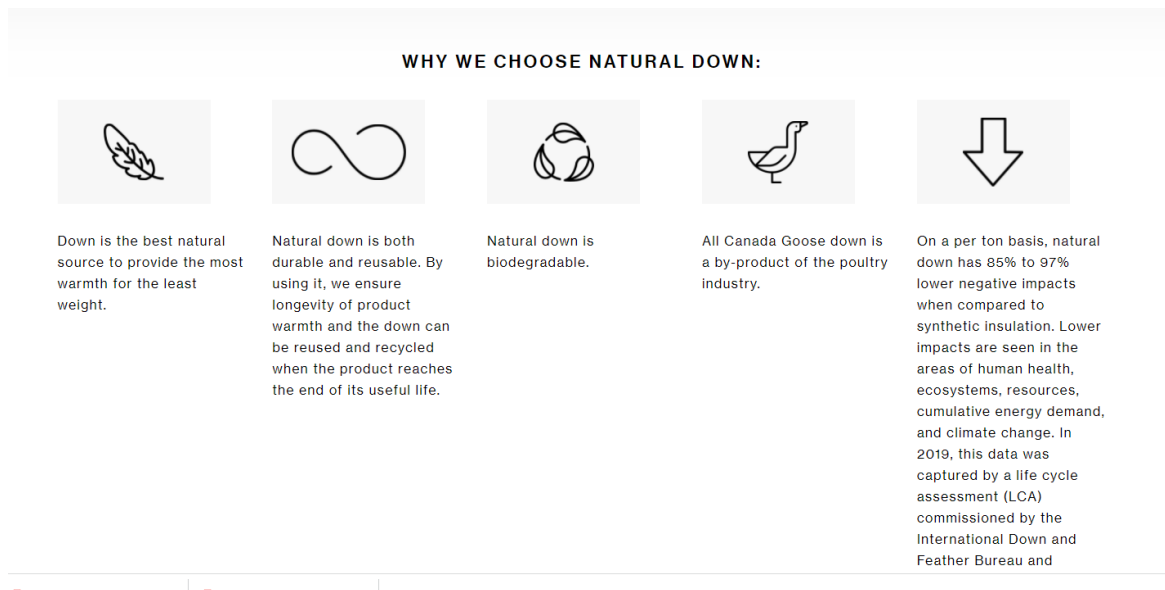 WHY WE CHOOSE NATURAL DOWN:
Down is the best natural
source to provide the most
warmth for the least
weight.
Natural down is both
durable and reusable. By
using it, we ensure
longevity of product
warmth and the down can
be reused and recycled
when the product reaches
the end of its useful life.
Natural down is
biodegradable.
All Canada Goose down is
a by-product of the poultry
industry.
On a per ton basis, natural
down has 85% to 97%
lower negative impacts
when compared to
synthetic insulation. Lower
impacts are seen in the
areas of human health,
ecosystems, resources,
cumulative energy demand,
and climate change. In
2019, this data was
captured by a life cycle
assessment (LCA)
commissioned by the
International Down and
Feather Bureau and